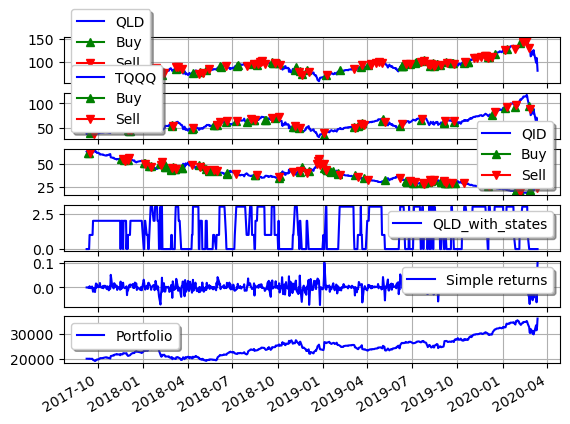 QLD
Buy
Sell
150
100
TQQQ
Buy
Sell
100
50
QID
Buy
Sell
50
25
QLD_with_states
2.5
0.0
Simple returns
0.1
0.0
Portfolio
30000
20000
2017-10 2018-01 2018-04 2018-07 2018-10 2019-01 2019-04 2019-07 2019-10 2020-01 2020-04